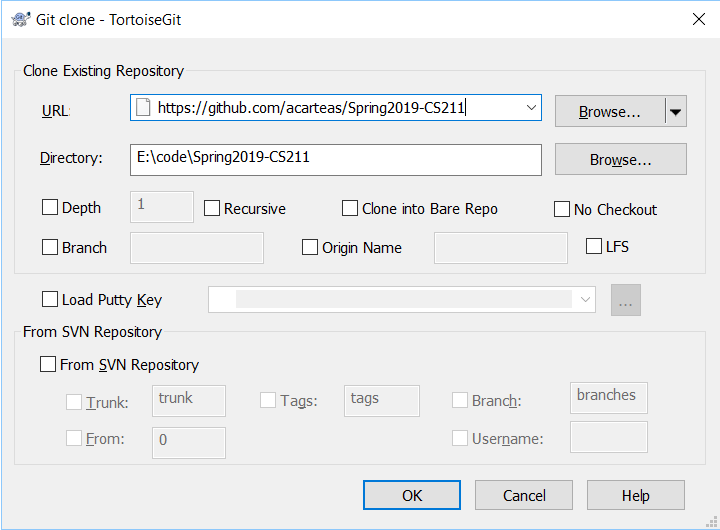 Git clone - TortoiseGit
Clone Existing Repository
URL: https://github.com/acarteas/Spring2019-CS211 Browse...
Directory: E:\code\Spring2019-CS211 Browse...
Depth 1 Recursive Clone into Bare Repo No Checkout
Branch Origin Name LFS
Load Putty Key ...
From SVN Repository
From SVN Repository
Trunk: trunk Tags: tags Branch: branches
From: 0 Username:
OK Cancel Help